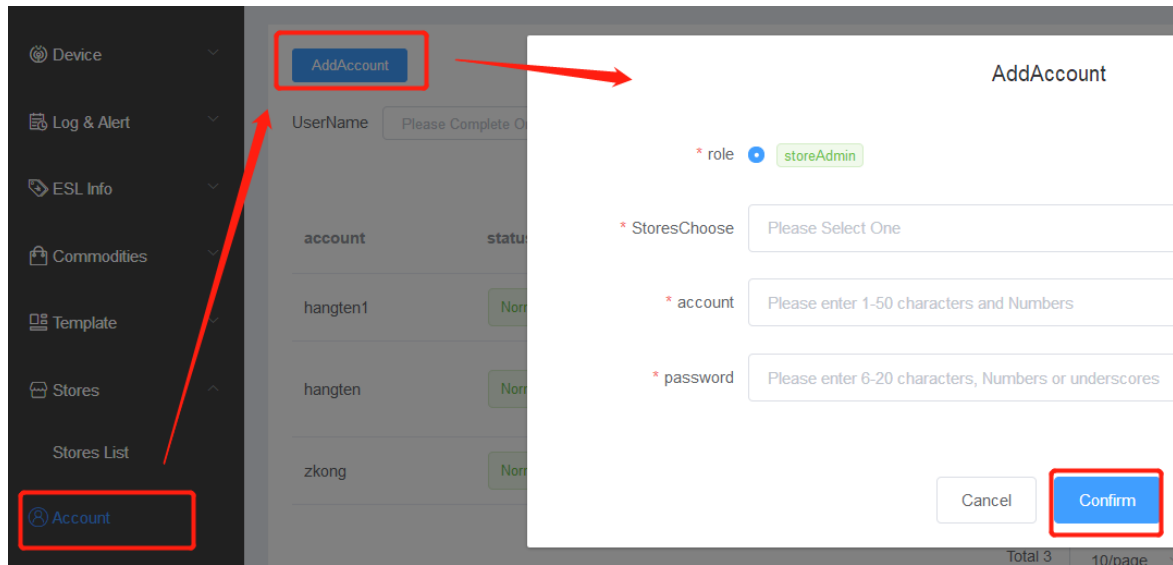 Device
Log & Alert
ESL Info
Commodities
Template
Stores
Stores List
Account
AddAccount
UserName Please Complete
account
hangten1
hangten
zkong
AddAccount
* role storeAdmin
* StoresChoose Please Select One
* account Please enter 1-50 characters and Numbers
* password Please enter 6-20 characters, Numbers or underscores
Cancel Confirm
Total 3 10/page